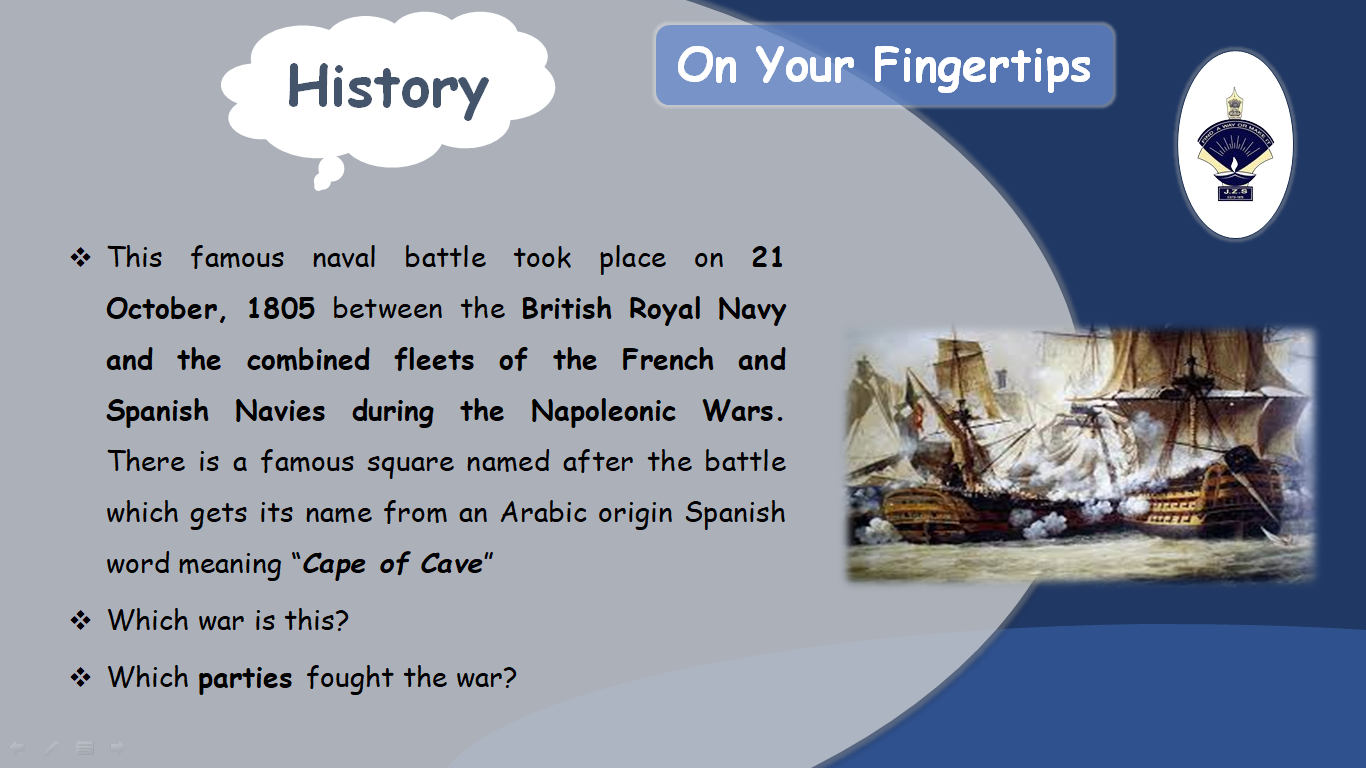 History
On Your Fingertips
FIND A WAY OR MAKE IT
J.Z.S
❖ This famous naval battle took place on 21
October, 1805 between the British Royal Navy
and the combined fleets of the French and
Spanish Navies during the Napoleonic Wars.
There is a famous square named after the battle
which gets its name from an Arabic origin Spanish
word meaning “Cape of Cave”
❖ Which war is this?
❖ Which parties fought the war?